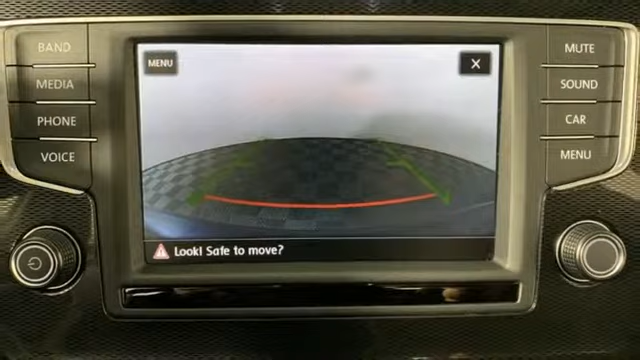 BAND
MEDIA
PHONE
VOICE
MENU
X
Look! Safe to move?
MUTE
SOUND
CAR
MENU